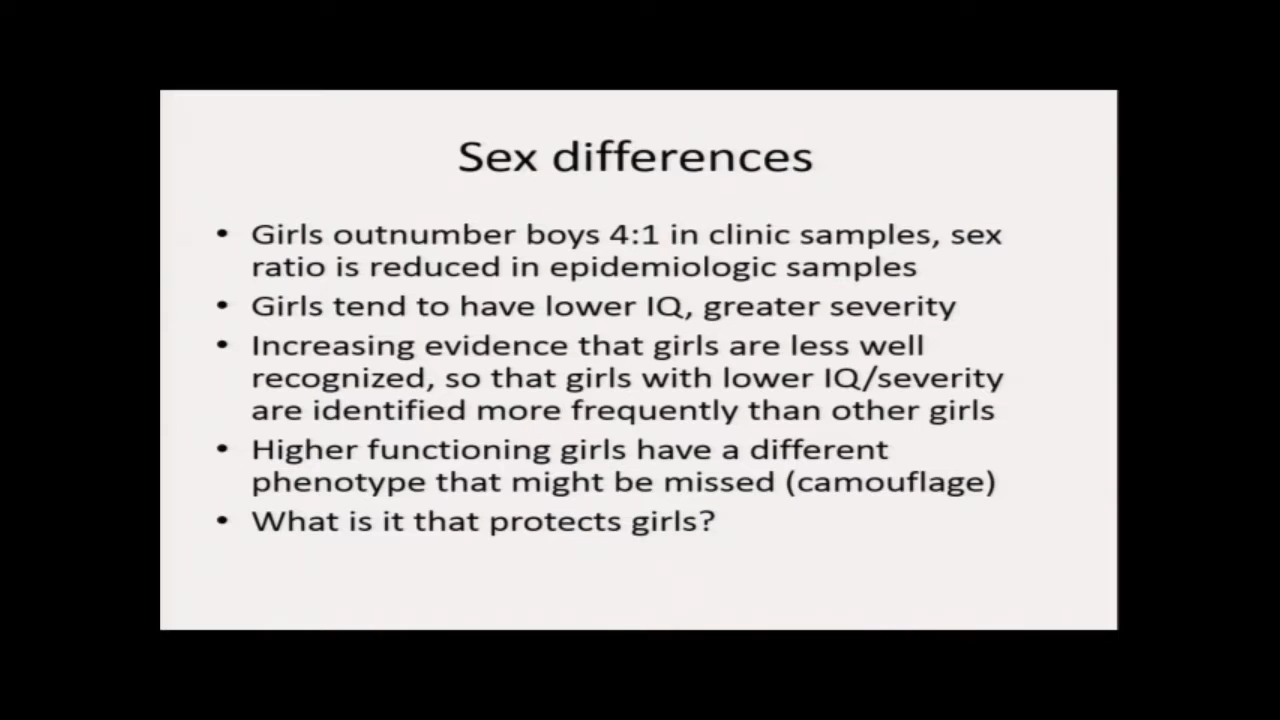 Sex differences
• Girls outnumber boys 4:1 in clinic samples, sex
ratio is reduced in epidemiologic samples
• Girls tend to have lower IQ, greater severity
• Increasing evidence that girls are less well
recognized, so that girls with lower IQ/severity
are identified more frequently than other girls
• Higher functioning girls have a different
phenotype that might be missed (camouflage)
• What is it that protects girls?